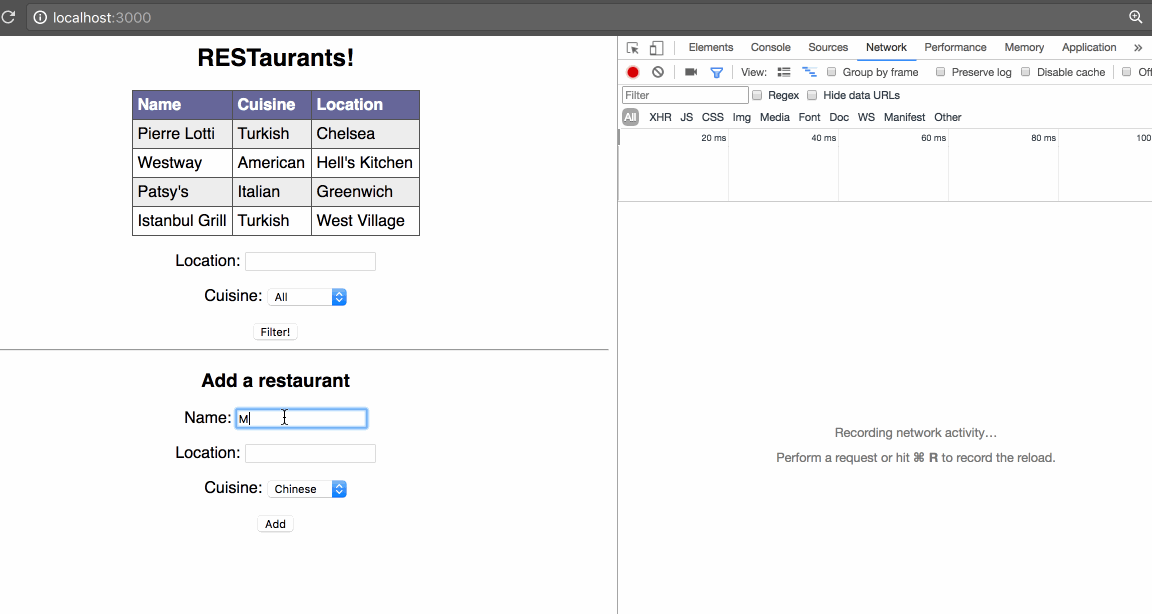 localhost:3000
RESTaurants!
Name Cuisine Location
Pierre Lotti Turkish Chelsea
Westway American Hell's Kitchen
Patsy's Italian Greenwich
Istanbul Grill Turkish West Village
Location:
Cuisine: All
Filter!
Add a restaurant
Name: M
Location:
Cuisine: Chinese
Add
Elements Console Sources Network Performance Memory Application »
View: Group by frame Preserve log Disable cache Off
Filter Regex Hide data URLs
All XHR JS CSS Img Media Font Doc WS Manifest Other
20 ms 40 ms 60 ms 80 ms 100
Recording network activity…
Perform a request or hit ⌘ R to record the reload.